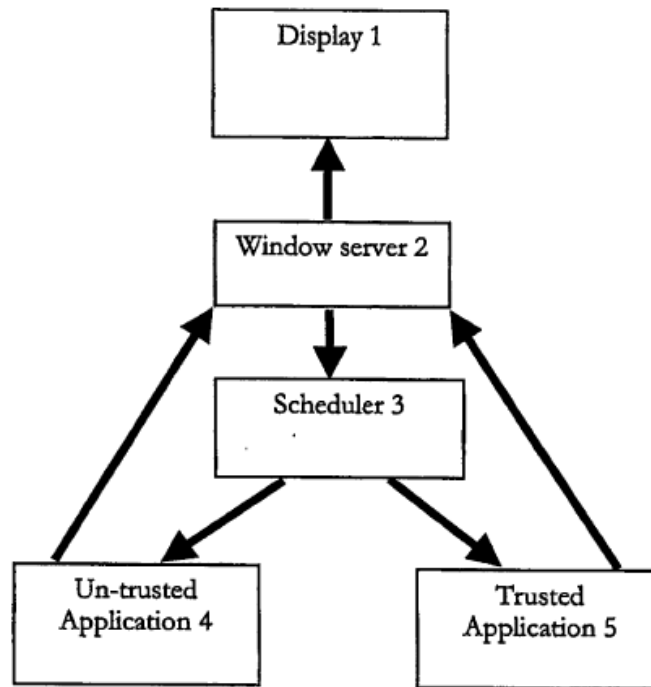 Display 1
Window server 2
Scheduler 3
Un-trusted
Application 4
Trusted
Application 5